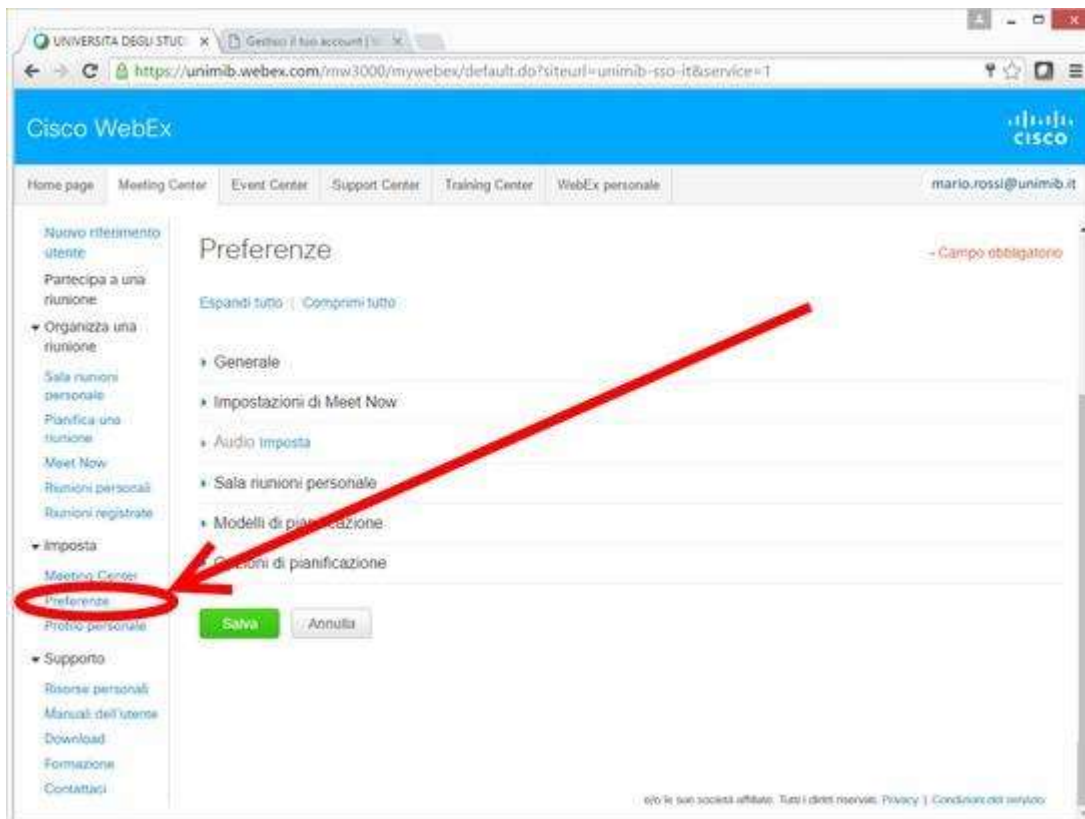 UNIVERSITA DEGLI STUC
Gestisci il tuo account |
https://unimib.webex.com/mw3000/mywebex/default.do?siteurl=unimib-sso-it&service=1
Cisco WebEx
CISCO
Home page Meeting Center Event Center Support Center Training Center WebEx personale mario.rossi@unimib.it
Nuovo riferimento
utente
Partecipa a una
riunione
Organizza una
riunione
Sala riunioni
personale
Pianifica una
riunione
Meet Now
Riunioni personali
Riunioni registrate
Imposta
Meeting Center
Preferenze
Profilo personale
Supporto
Risorse personali
Manuali dell'utente
Download
Formazione
Contattaci
Preferenze
- Campo obbligatorio
Espandi tutto | Comprimi tutto
Generale
Impostazioni di Meet Now
Audio Imposta
Sala riunioni personale
Modelli di pianificazione
Opzioni di pianificazione
Salva Annulla
e/o le sue società affiliate. Tutti i diritti riservati. Privacy | Condizioni del servizio